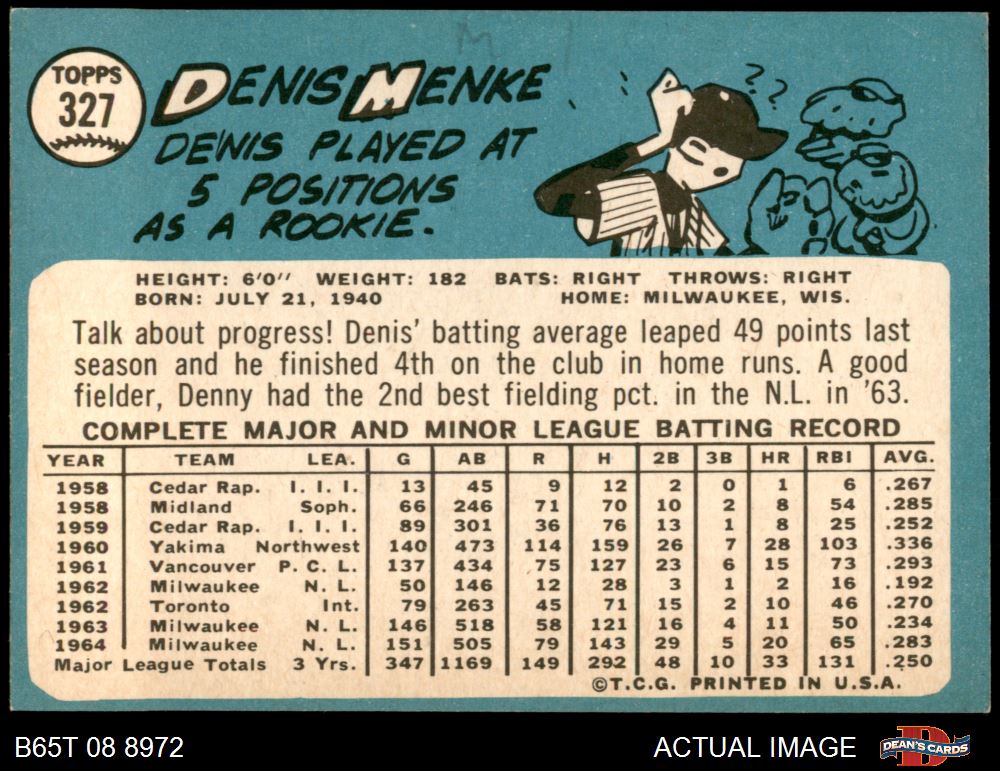 M
TOPPS
327
DENIS MENKE
DENIS PLAYED AT
5 POSITIONS
AS A ROOKIE.
? ?
HEIGHT: 6'0" WEIGHT: 182 BATS: RIGHT THROWS: RIGHT
BORN: JULY 21, 1940 HOME: MILWAUKEE, WIS.
Talk about progress! Denis' batting average leaped 49 points last
season and he finished 4th on the club in home runs. A good
fielder, Denny had the 2nd best fielding pct. in the N.L. in '63.
COMPLETE MAJOR AND MINOR LEAGUE BATTING RECORD
YEAR TEAM LEA. G AB R H 2B 3B HR RBI AVG.
1958 Cedar Rap. I. I. I. 13 45 9 12 2 0 1 6 .267
1958 Midland Soph. 66 246 71 70 10 2 8 54 .285
1959 Cedar Rap. I. I. I. 89 301 36 76 13 1 8 25 .252
1960 Yakima Northwest 140 473 114 159 26 7 28 103 .336
1961 Vancouver P. C. L. 137 434 75 127 23 6 15 73 .293
1962 Milwaukee N. L. 50 146 12 28 3 1 2 16 .192
1962 Toronto Int. 79 263 45 71 15 2 10 46 .270
1963 Milwaukee N. L. 146 518 58 121 16 4 11 50 .234
1964 Milwaukee N. L. 151 505 79 143 29 5 20 65 .283
Major League Totals 3 Yrs. 347 1169 149 292 48 10 33 131 .250
©T.C.G. PRINTED IN U.S.A.
B65T 08 8972 ACTUAL IMAGE DEAN'S CARDS